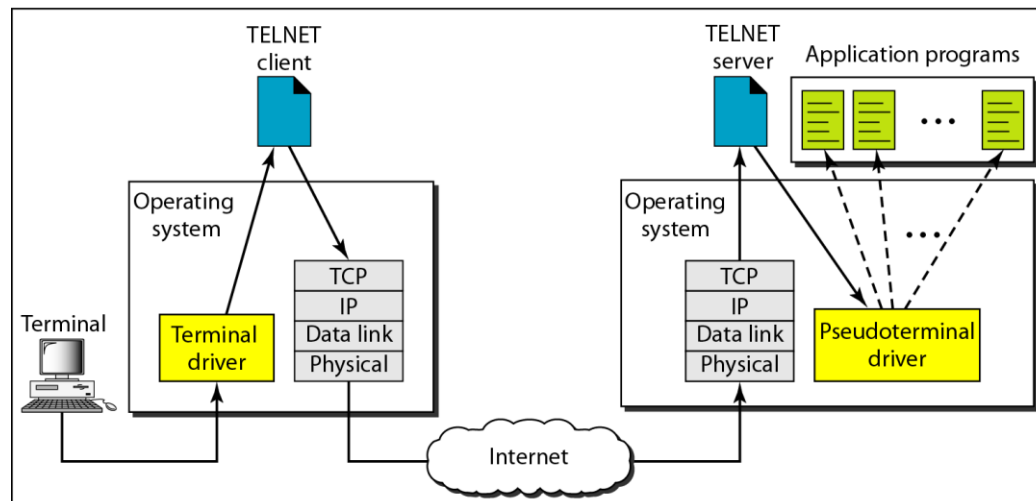 TELNET
client
TELNET
server
Application programs
Operating
system
Operating
system
TCP
IP
Data link
Physical
Terminal
Terminal
driver
TCP
IP
Data link
Physical
Pseudoterminal
driver
Internet